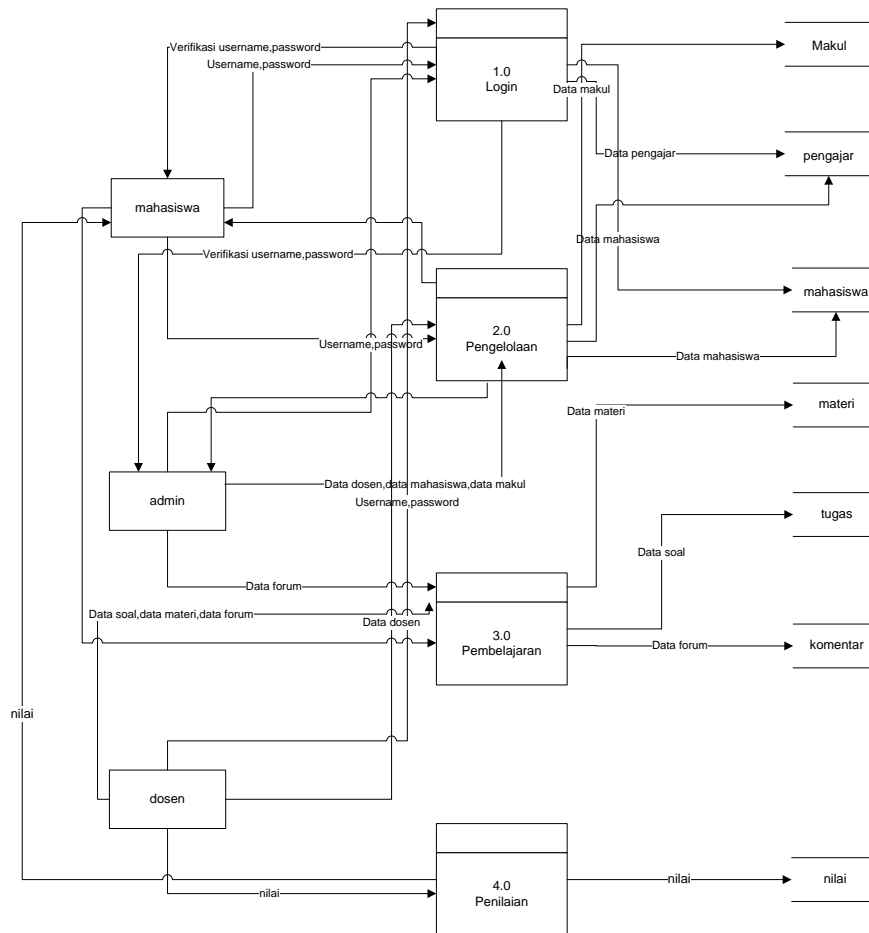 Verifikasi username,password
Username,password
1.0
Login
Makul
Data makul
Data pengajar
pengajar
mahasiswa
Data mahasiswa
Verifikasi username,password
mahasiswa
2.0
Pengelolaan
Username,password
Data mahasiswa
materi
Data materi
admin
Data dosen,data mahasiswa,data makul
Username,password
tugas
Data soal
Data forum
Data soal,data materi,data forum
Data dosen
3.0
Pembelajaran
Data forum
komentar
nilai
dosen
4.0
Penilaian
nilai
nilai
nilai